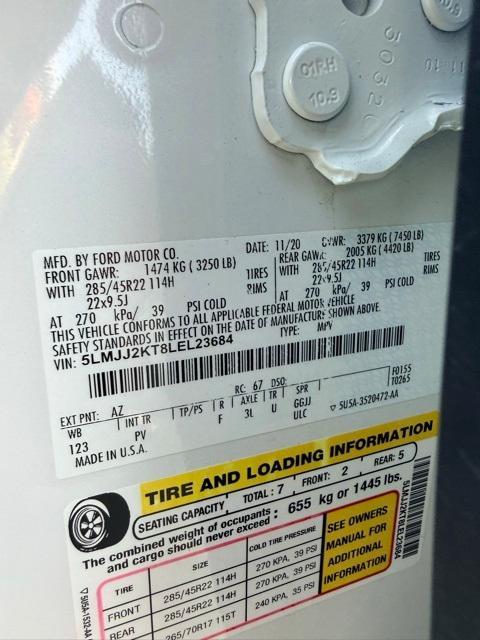 01RH
10.9
3032C
MFD. BY FORD MOTOR CO. DATE: 11/20 GVWR: 3379 KG ( 7450 LB)
FRONT GAWR: 1474 KG ( 3250 LB) REAR GAWR: 2005 KG ( 4420 LB)
WITH 285/45R22 114H TIRES WITH 285/45R22 114H TIRES
22x9.5J RIMS 22x9.5J RIMS
AT 270 kPa/ 39 PSI COLD AT 270 kPa/ 39 PSI COLD
THIS VEHICLE CONFORMS TO ALL APPLICABLE FEDERAL MOTOR VEHICLE
SAFETY STANDARDS IN EFFECT ON THE DATE OF MANUFACTURE SHOWN ABOVE.
VIN: 5LMJJ2KT8LEL23684 TYPE: MPV
F0155
T0265
EXT PNT: AZ RC: 67 DSO:
WB INT TR TP/PS R AXLE TR SPR
123 PV F 3L U GGJJ
ULC
MADE IN U.S.A. ▽ 5U5A-3520472-AA
TIRE AND LOADING INFORMATION
SEATING CAPACITY TOTAL: 7 FRONT: 2 REAR: 5
The combined weight of occupants
and cargo should never exceed: 655 kg or 1445 lbs.
TIRE SIZE COLD TIRE PRESSURE
FRONT 285/45R22 114H 270 KPA, 39 PSI
REAR 285/45R22 114H 270 KPA, 39 PSI
265/70R17 115T 240 KPA, 35 PSI
SEE OWNERS
MANUAL FOR
ADDITIONAL
INFORMATION
5LMJJ2KT8LEL23684